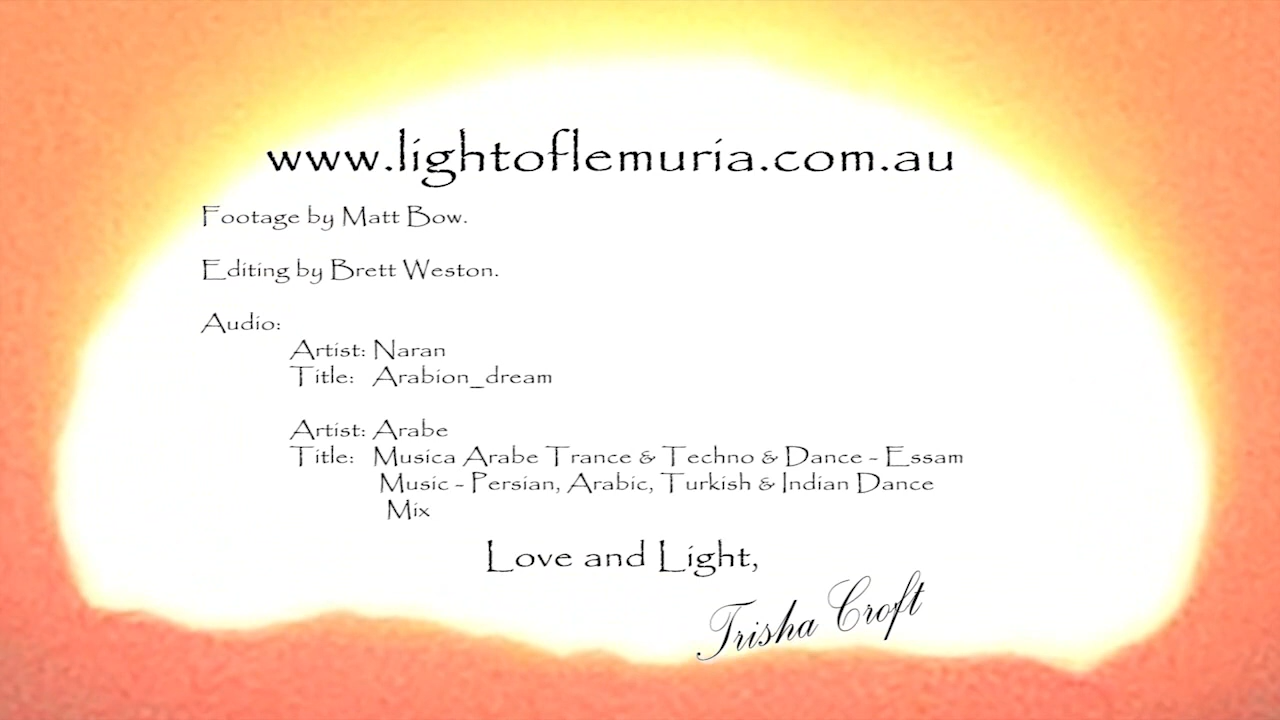 www.lightoflemuria.com.au
Footage by Matt Bow.
Editing by Brett Weston.
Audio:
Artist: Naran
Title: Arabion_dream
Artist: Arabe
Title: Musica Arabe Trance & Techno & Dance - Essam
Music - Persian, Arabic, Turkish & Indian Dance
Mix
Love and Light,
Trisha Croft